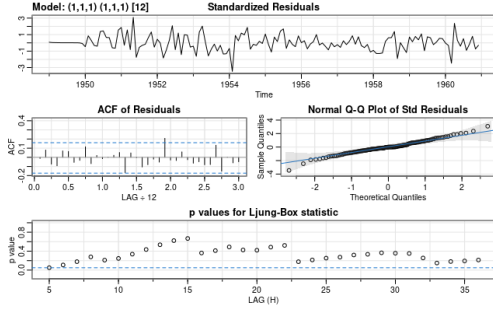 Model: (1,1,1) (1,1,1) [12] Standardized Residuals
3
1
-1
-3
1950 1952 1954 1956 1958 1960
Time
ACF of Residuals Normal Q-Q Plot of Std Residuals
ACF
0.4
0.1
-0.2
0.0 0.5 1.0 1.5 2.0 2.5 3.0
LAG ÷ 12
Sample Quantiles
4
2
0
-4
-2 -1 0 1 2
Theoretical Quantiles
p values for Ljung-Box statistic
p value
0.8
0.4
0.0
5 10 15 20 25 30 35
LAG (H)